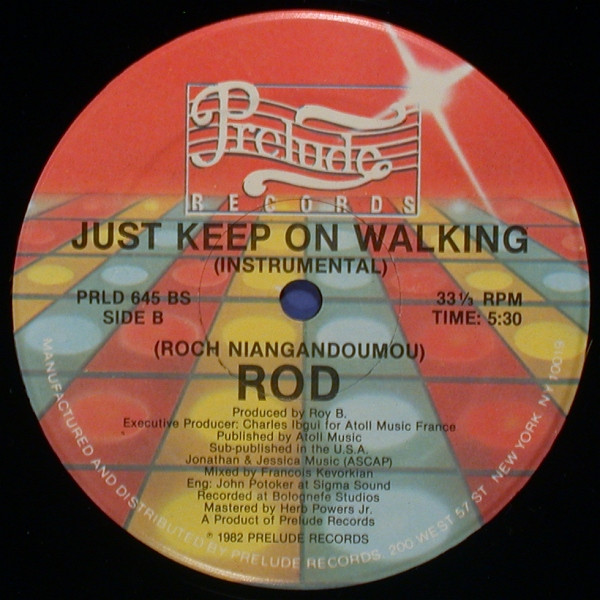 Prelude
RECORDS
JUST KEEP ON WALKING
(INSTRUMENTAL)
PRLD 645 BS
SIDE B
33⅓ RPM
TIME: 5:30
(ROCH NIANGANDOUMOU)
ROD
Produced by Roy B.
Executive Producer: Charles Ibgui for Atoll Music France
Published by Atoll Music
Sub-published in the U.S.A.
Jonathan & Jessica Music (ASCAP)
Mixed by Francois Kevorkian
Eng: John Potoker at Sigma Sound
Recorded at Bolognefe Studios
Mastered by Herb Powers Jr.
A Product of Prelude Records
℗ 1982 PRELUDE RECORDS
MANUFACTURED AND DISTRIBUTED BY PRELUDE RECORDS, 200 WEST 57 ST NEW YORK, NY 10019